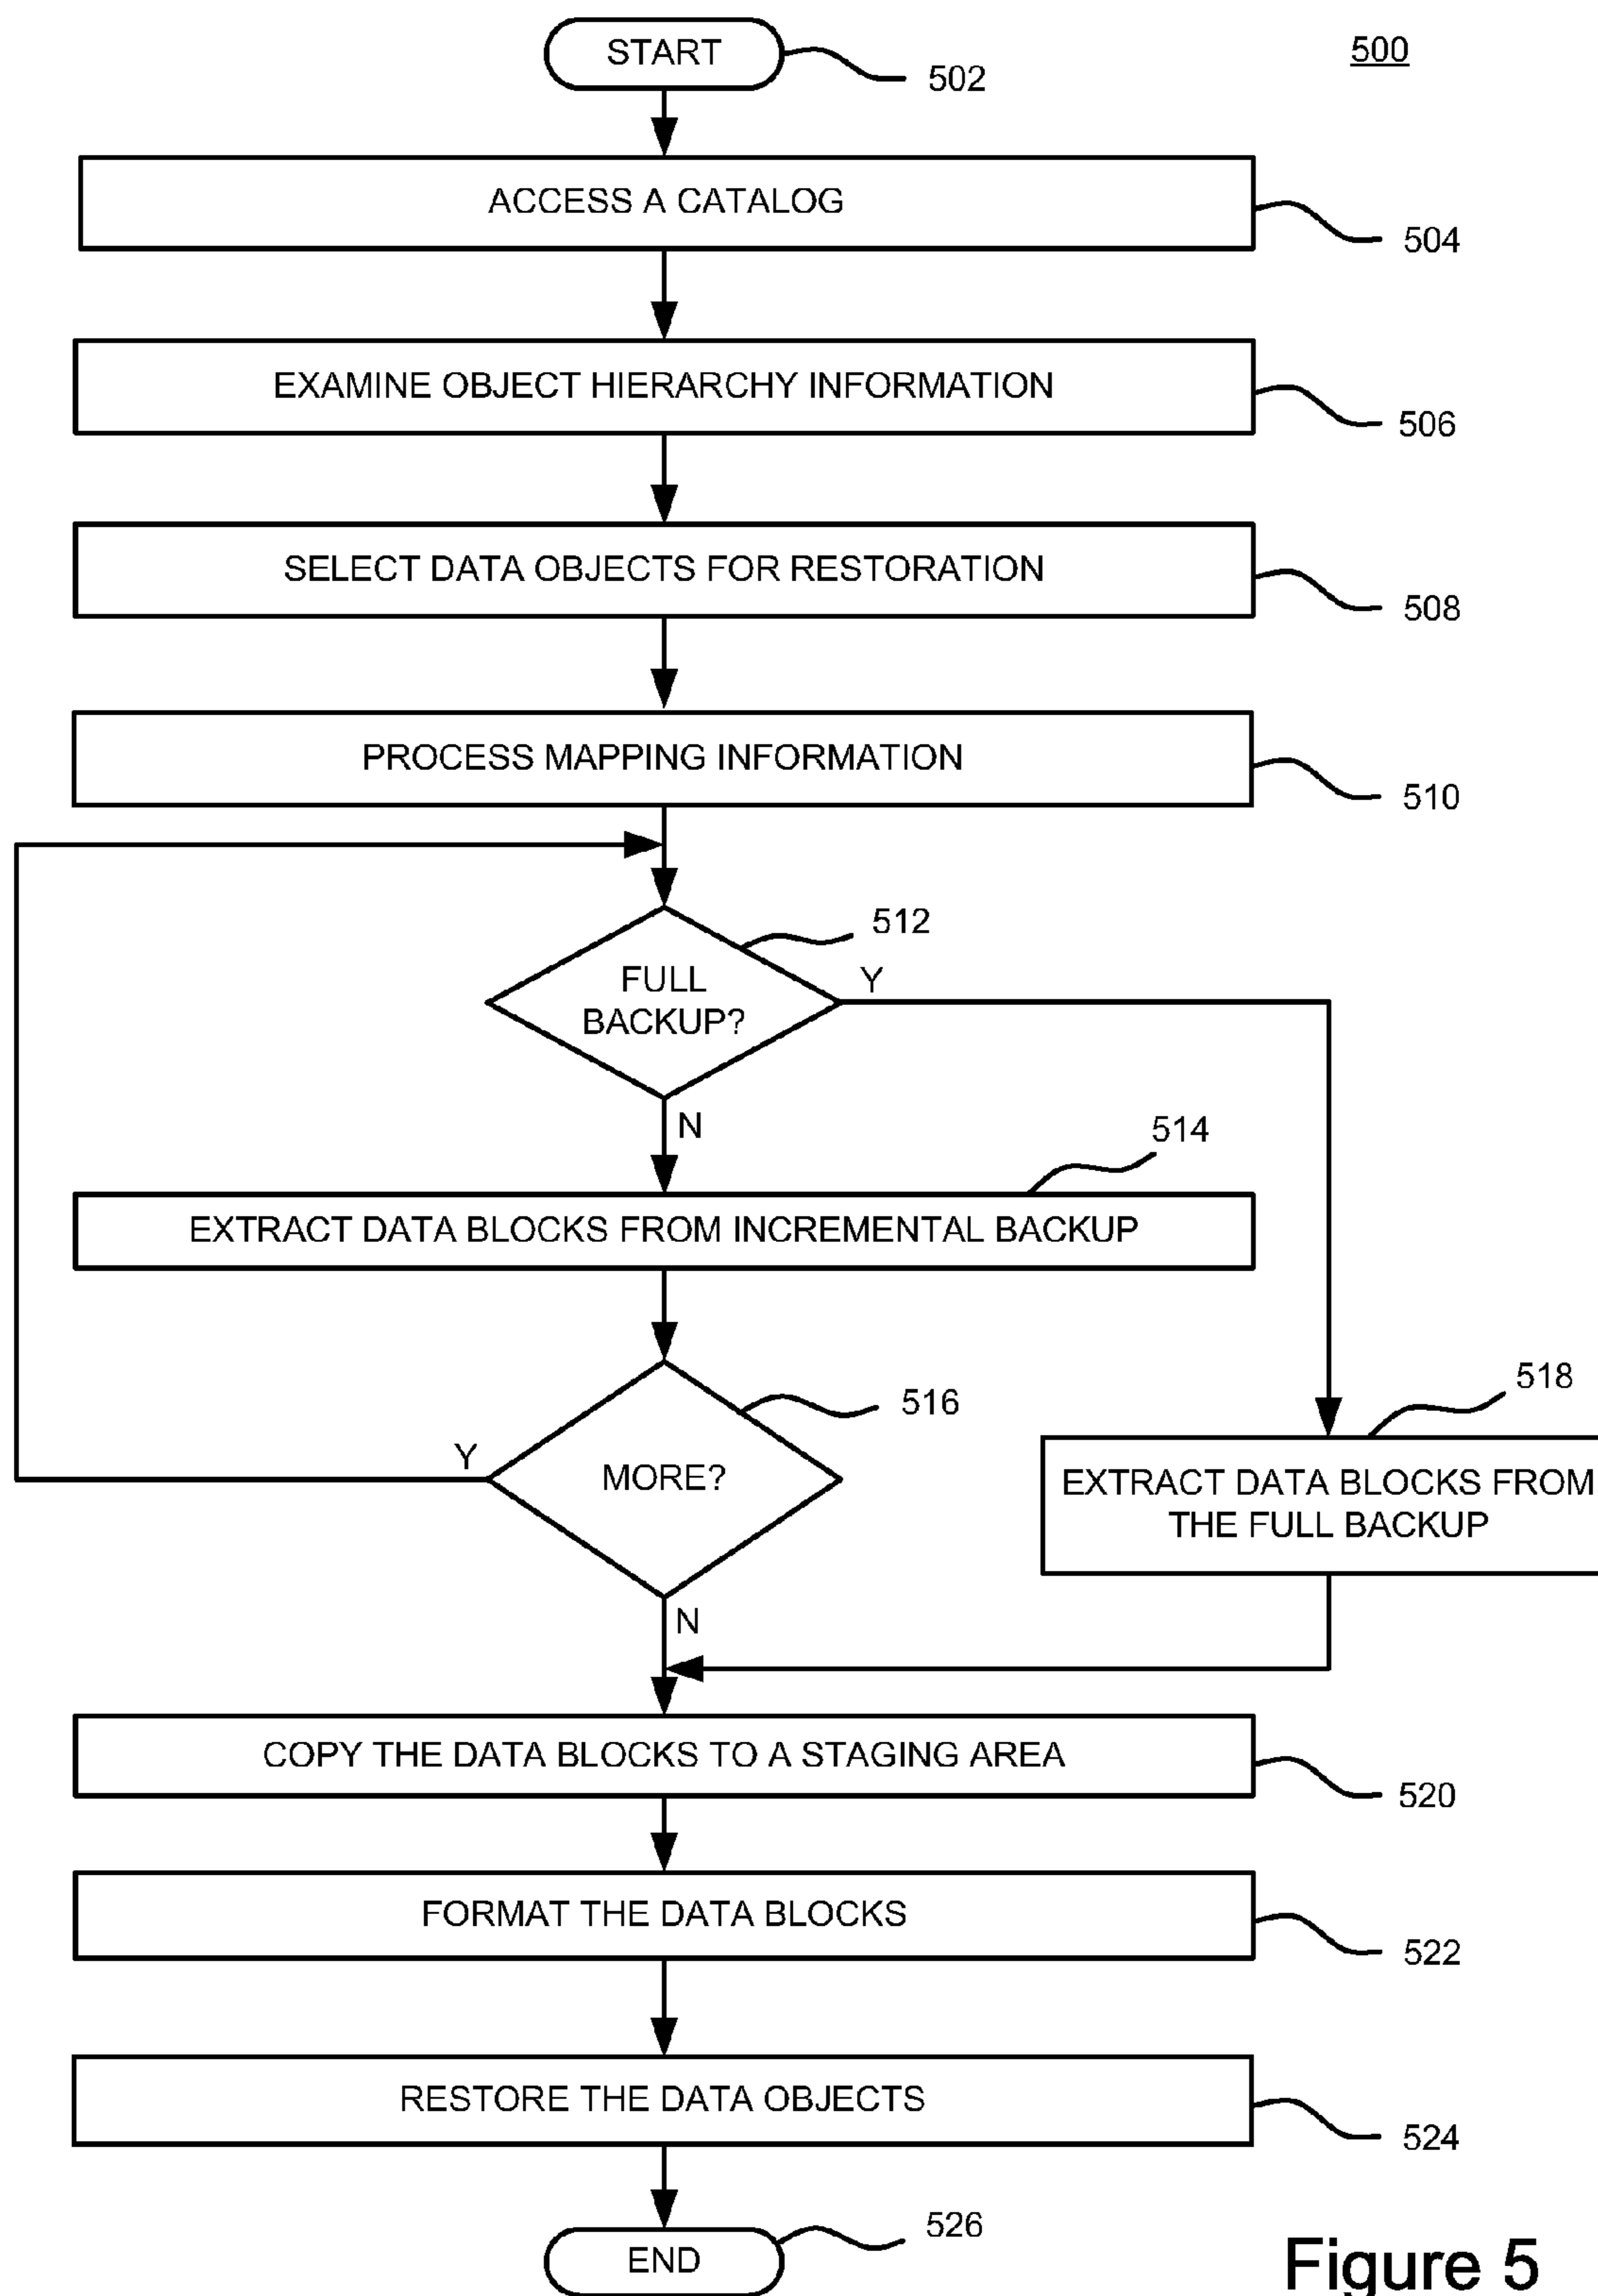 START
502
500
ACCESS A CATALOG
504
EXAMINE OBJECT HIERARCHY INFORMATION
506
SELECT DATA OBJECTS FOR RESTORATION
508
PROCESS MAPPING INFORMATION
510
512
FULL
BACKUP?
Y
N
514
EXTRACT DATA BLOCKS FROM INCREMENTAL BACKUP
516
518
Y
MORE?
EXTRACT DATA BLOCKS FROM
THE FULL BACKUP
N
COPY THE DATA BLOCKS TO A STAGING AREA
520
FORMAT THE DATA BLOCKS
522
RESTORE THE DATA OBJECTS
524
526
END
Figure 5